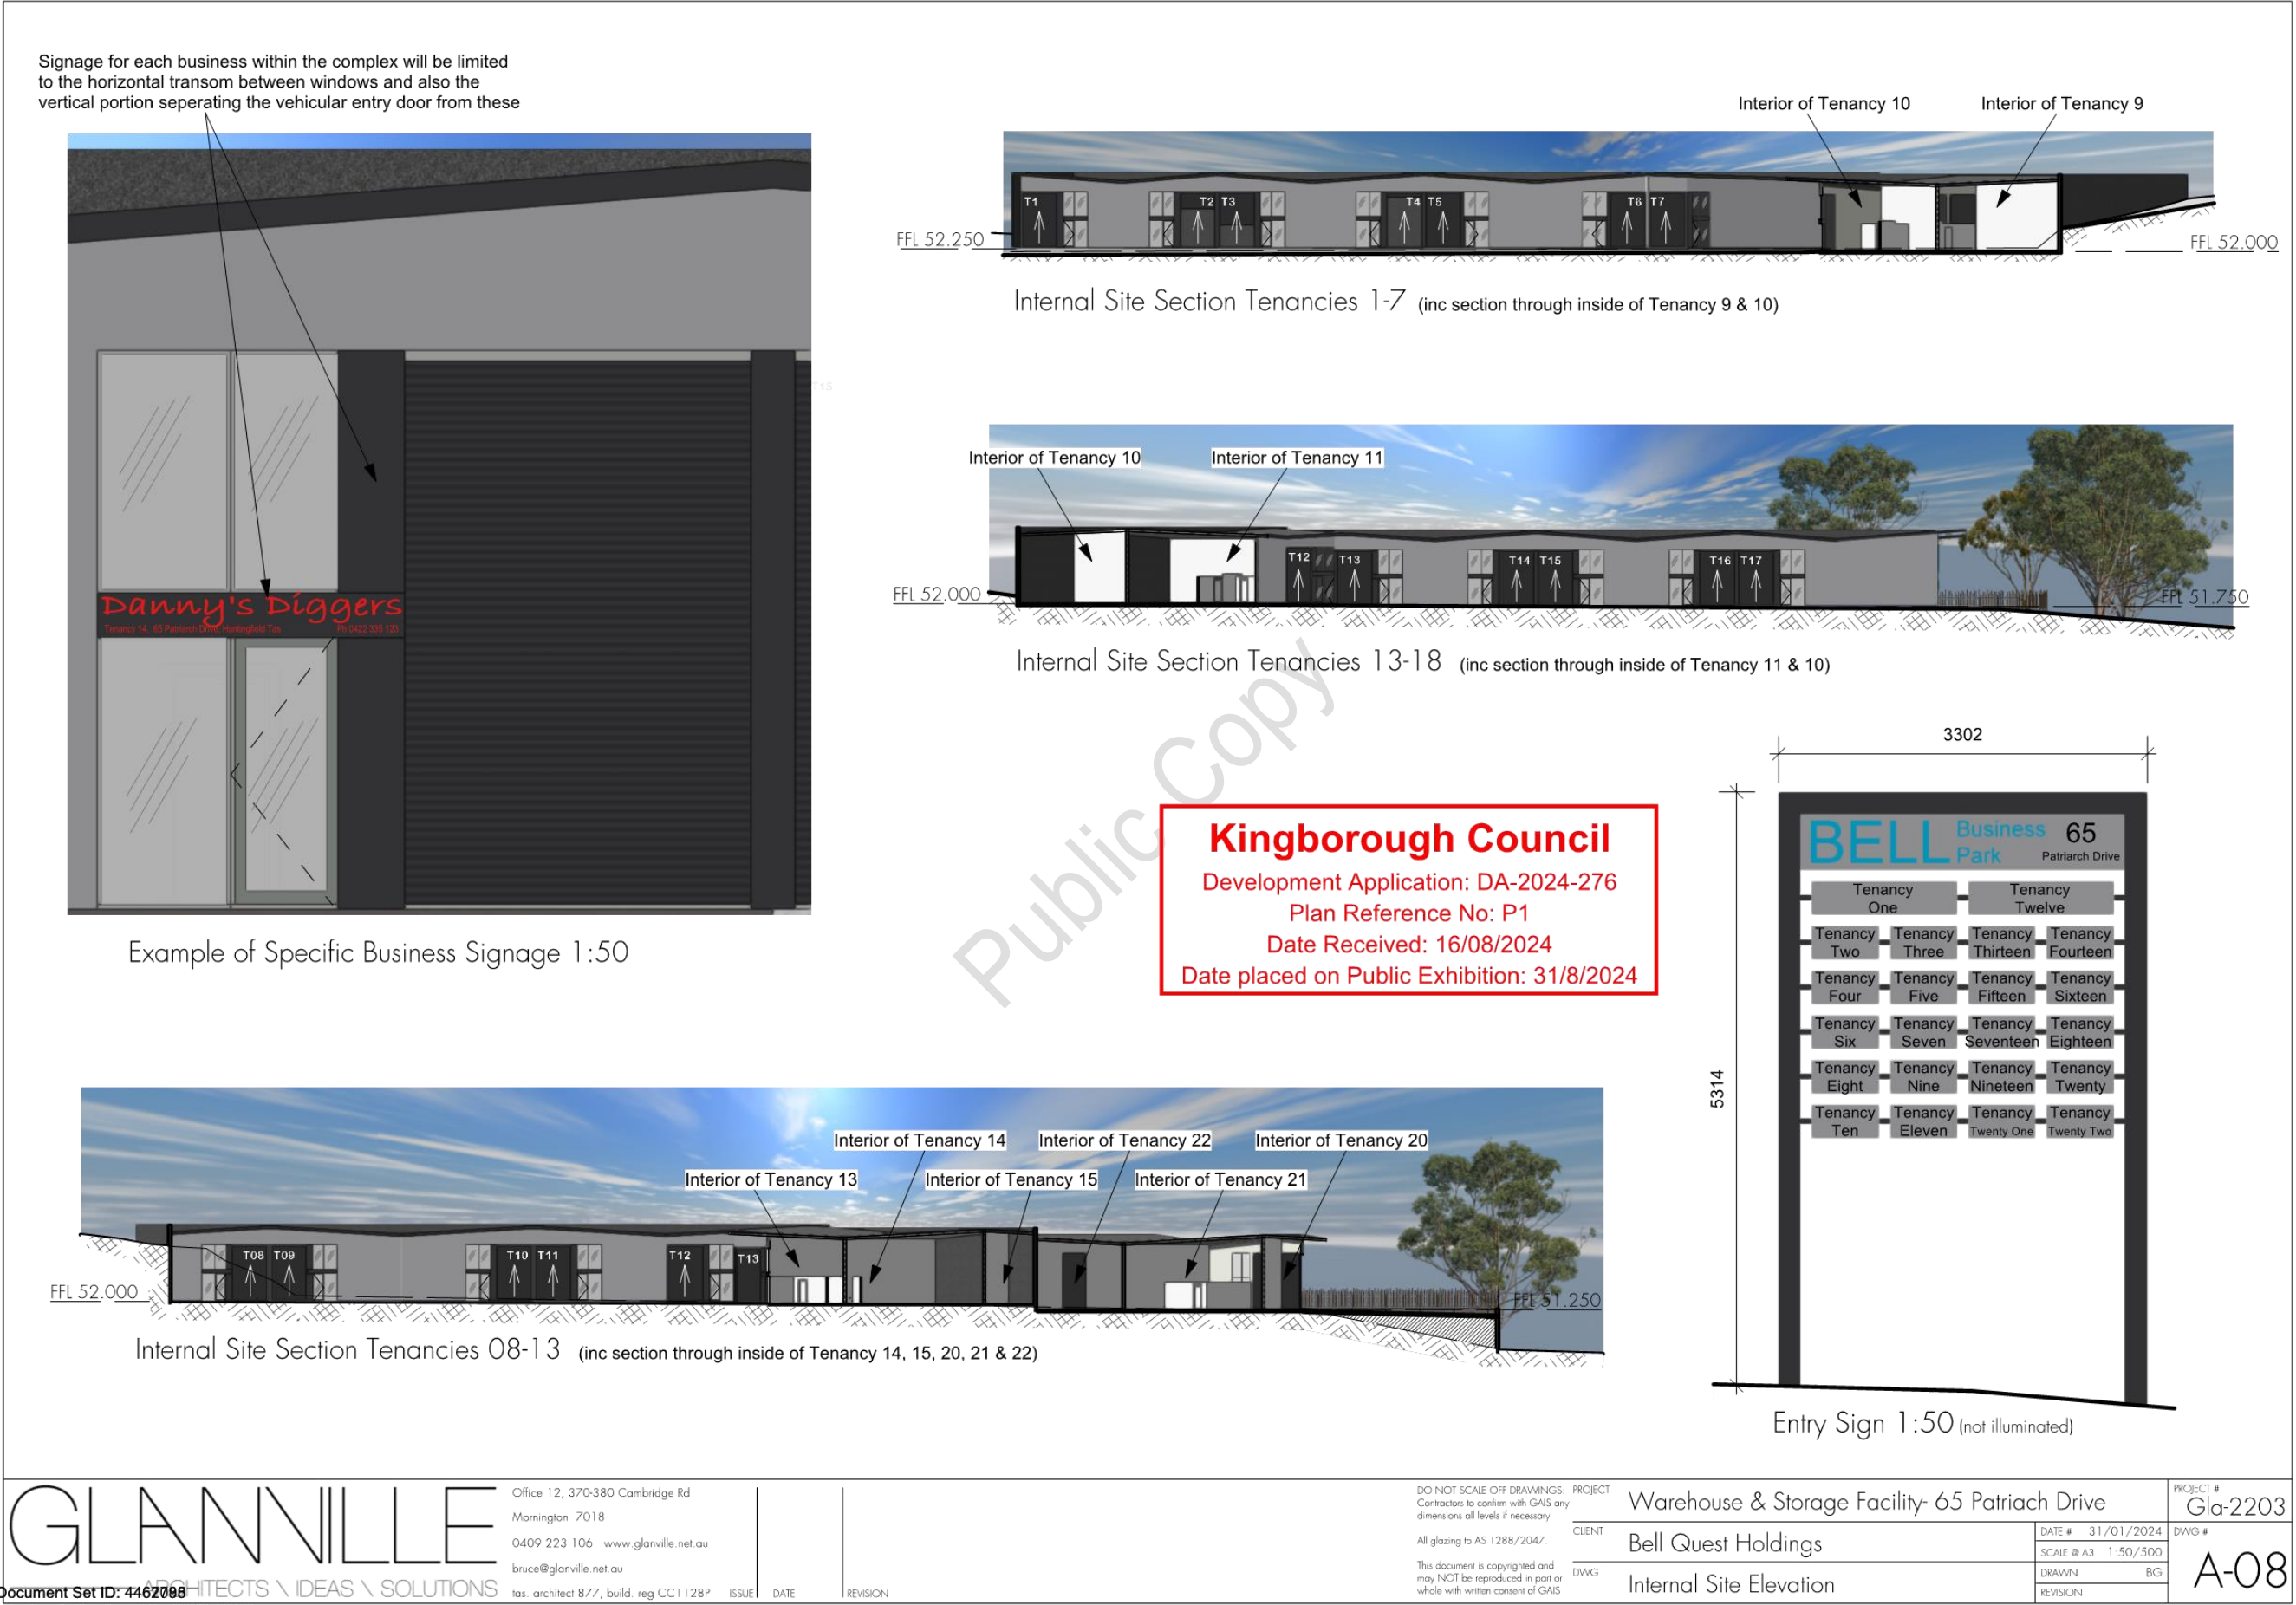 Signage for each business within the complex will be limited
to the horizontal transom between windows and also the
vertical portion seperating the vehicular entry door from these
Danny's Diggers
Tenancy 14, 65 Patriarch Drive, Huntingfield Tas
Ph 0422 335 123
T15
Example of Specific Business Signage 1:50
Interior of Tenancy 10
Interior of Tenancy 9
T1
T2 T3
T4 T5
T6 T7
FFL 52.250
FFL 52.000
Internal Site Section Tenancies 1-7 (inc section through inside of Tenancy 9 & 10)
Interior of Tenancy 10
Interior of Tenancy 11
T12
T13
T14 T15
T16 T17
FFL 52.000
FFL 51.750
Internal Site Section Tenancies 13-18 (inc section through inside of Tenancy 11 & 10)
Public Copy
Kingborough Council
Development Application: DA-2024-276
Plan Reference No: P1
Date Received: 16/08/2024
Date placed on Public Exhibition: 31/8/2024
3302
5314
BELL
Business
Park
65
Patriarch Drive
Tenancy
One
Tenancy
Twelve
Tenancy
Two
Tenancy
Three
Tenancy
Thirteen
Tenancy
Fourteen
Tenancy
Four
Tenancy
Five
Tenancy
Fifteen
Tenancy
Sixteen
Tenancy
Six
Tenancy
Seven
Tenancy
Seventeen
Tenancy
Eighteen
Tenancy
Eight
Tenancy
Nine
Tenancy
Nineteen
Tenancy
Twenty
Tenancy
Ten
Tenancy
Eleven
Tenancy
Twenty One
Tenancy
Twenty Two
Entry Sign 1:50 (not illuminated)
Interior of Tenancy 14
Interior of Tenancy 22
Interior of Tenancy 20
Interior of Tenancy 13
Interior of Tenancy 15
Interior of Tenancy 21
T08 T09
T10 T11
T12
T13
FFL 52.000
FFL 51.250
Internal Site Section Tenancies 08-13 (inc section through inside of Tenancy 14, 15, 20, 21 & 22)
GLANVILLE
ARCHITECTS \ IDEAS \ SOLUTIONS
Document Set ID:
Office 12, 370-380 Cambridge Rd
Mornington 7018
0409 223 106 www.glanville.net.au
bruce@glanville.net.au
tas. architect 877, build. reg CC1128P
ISSUE
DATE
REVISION
DO NOT SCALE OFF DRAWINGS:
Contractors to confirm with GAIS any
dimensions all levels if necessary
All glazing to AS 1288/2047.
This document is copyrighted and
may NOT be reproduced in part or
whole with written consent of GAIS
PROJECT
Warehouse & Storage Facility- 65 Patriach Drive
CLIENT
Bell Quest Holdings
DWG
Internal Site Elevation
DATE # 31/01/2024
SCALE @ A3 1:50/500
DRAWN BG
REVISION
PROJECT #
Gla-2203
DWG #
A-08